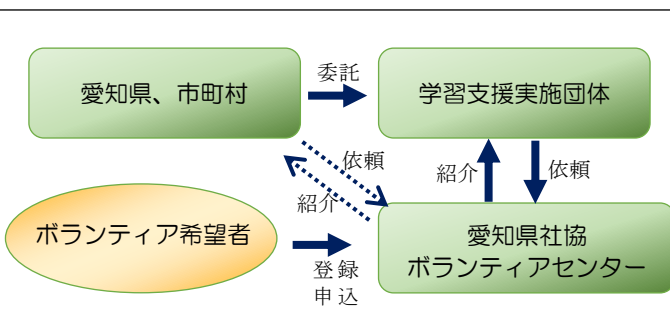 愛知県、市町村
委託
学習支援実施団体
依頼
紹介
紹介
依頼
ボランティア希望者
登録
申込
愛知県社協
ボランティアセンター